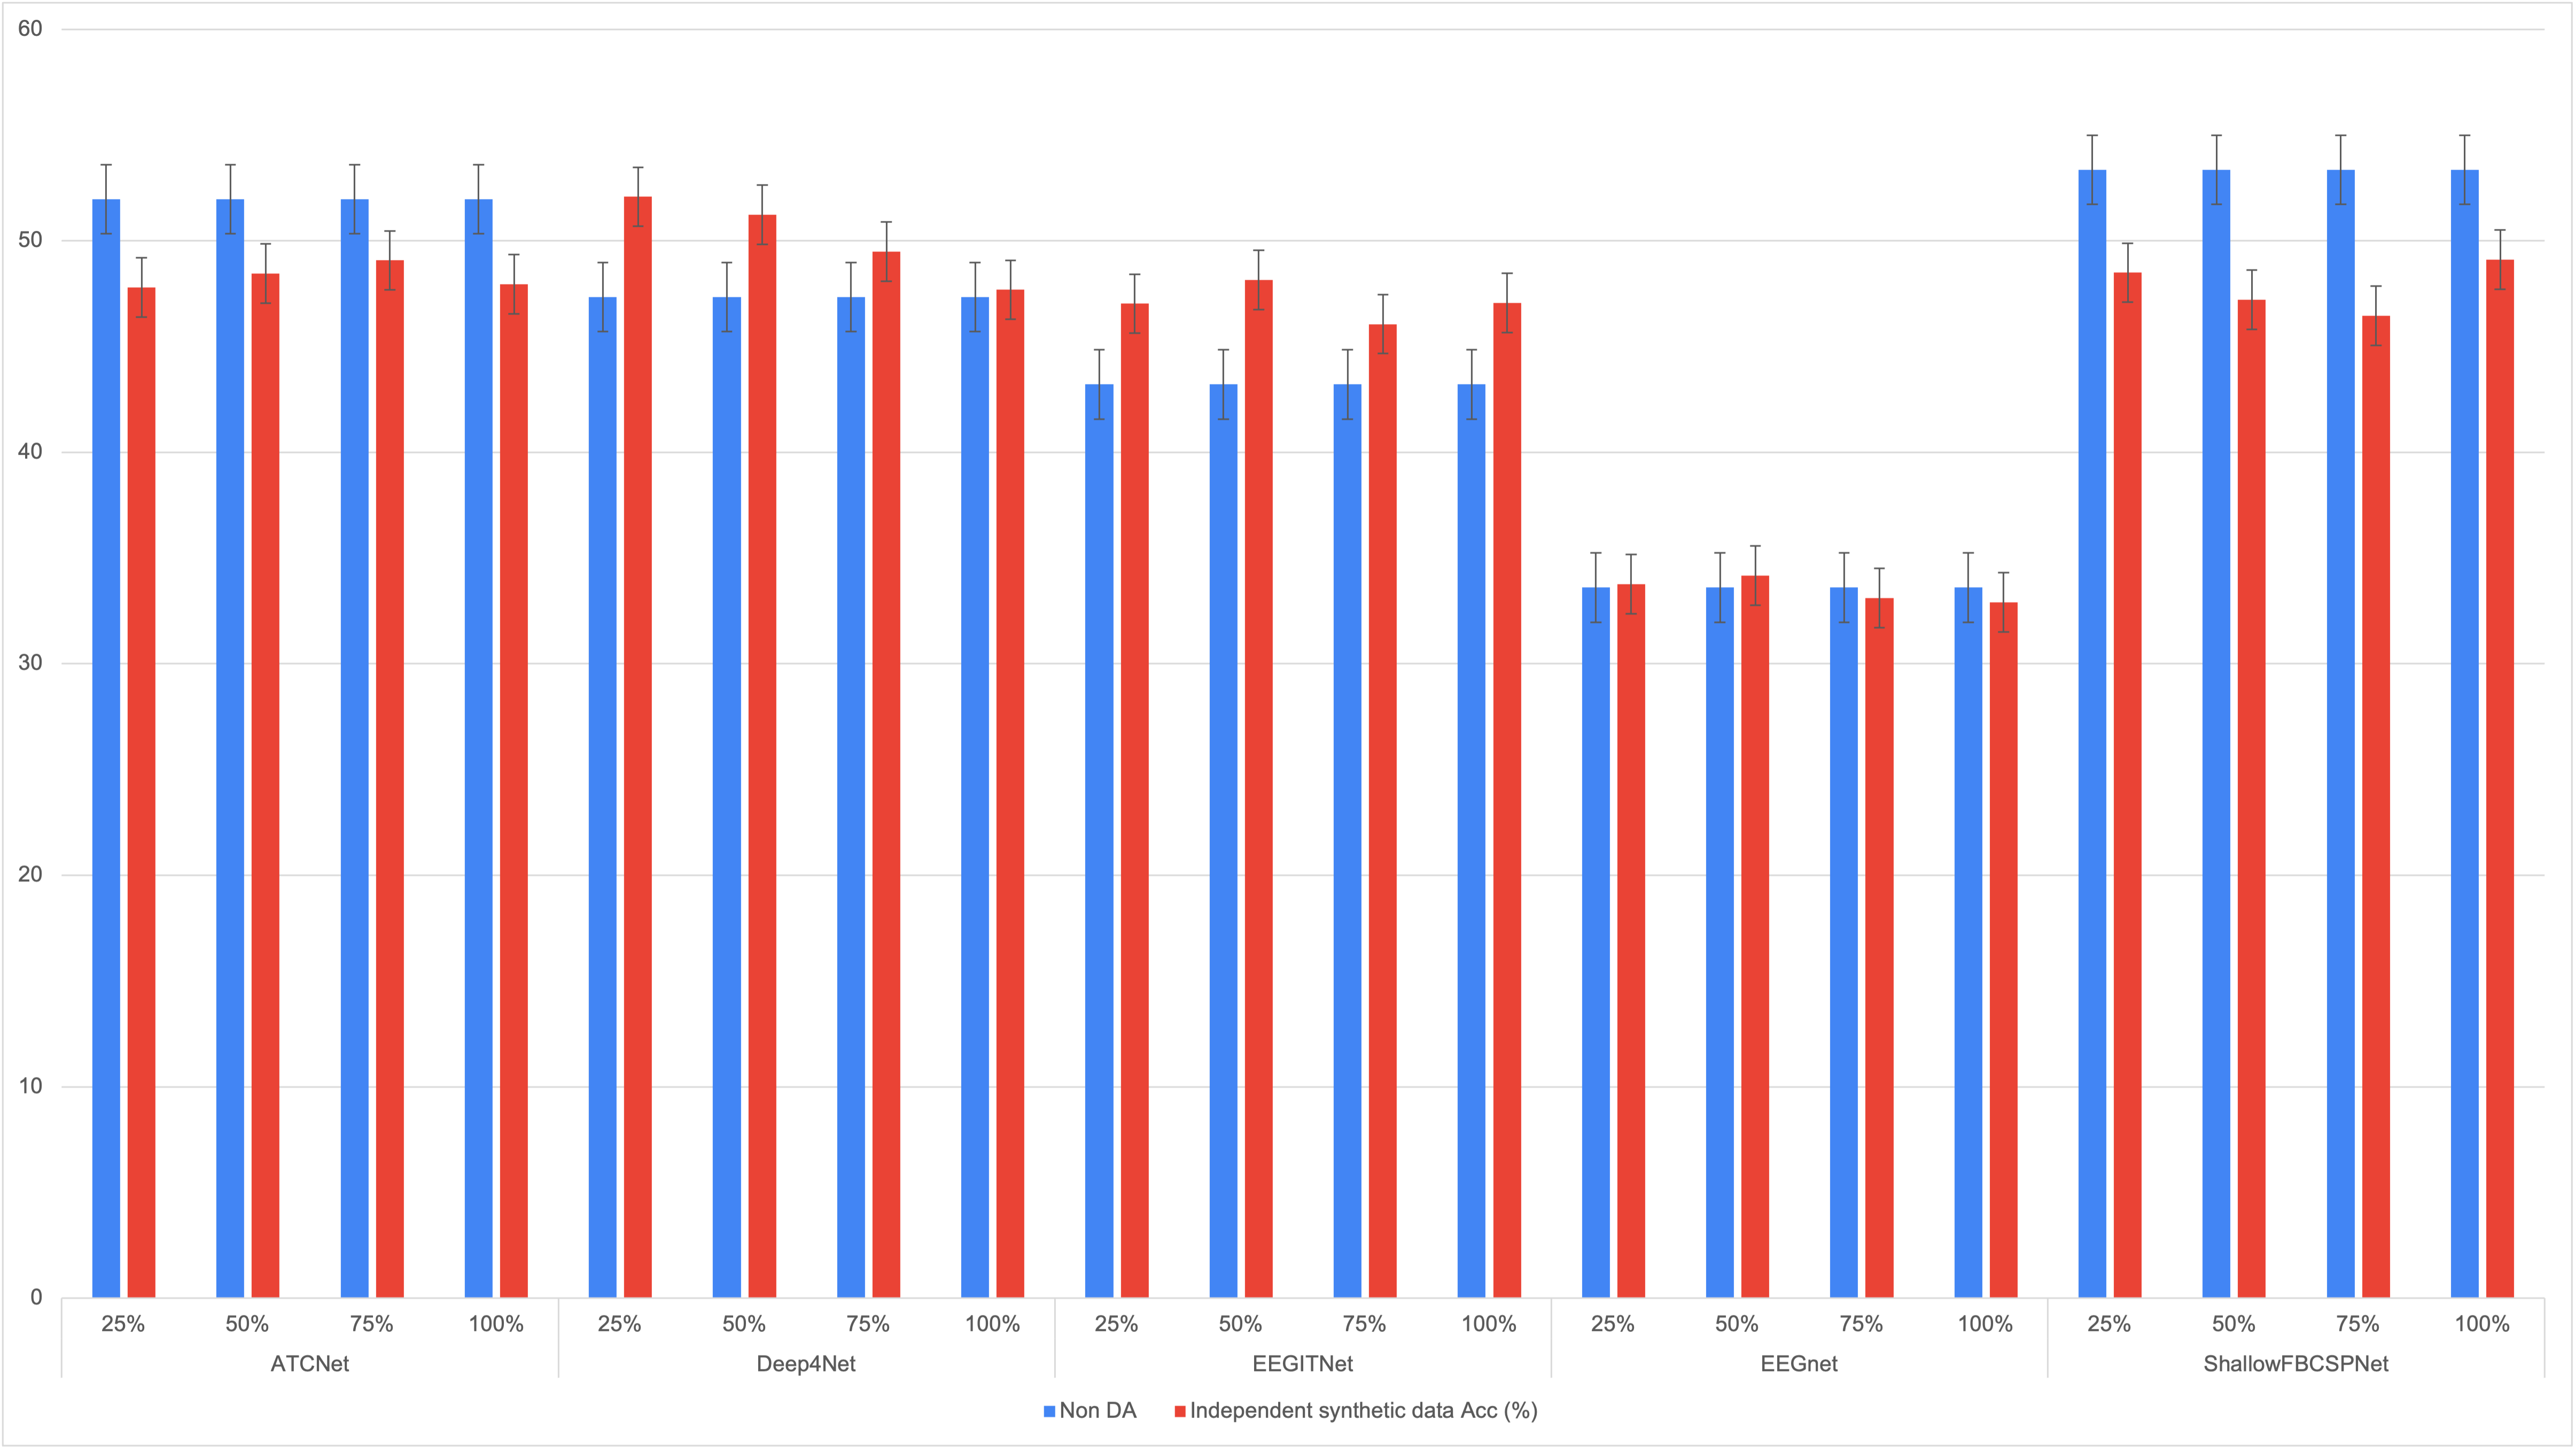 60
50
40
30
20
10
0
25% 50% 75% 100% 25% 50% 75% 100% 25% 50% 75% 100% 25% 50% 75% 100% 25% 50% 75% 100%
ATCNet Deep4Net EEGITNet EEGnet ShallowFBCSPNet
Non DA Independent synthetic data Acc (%)